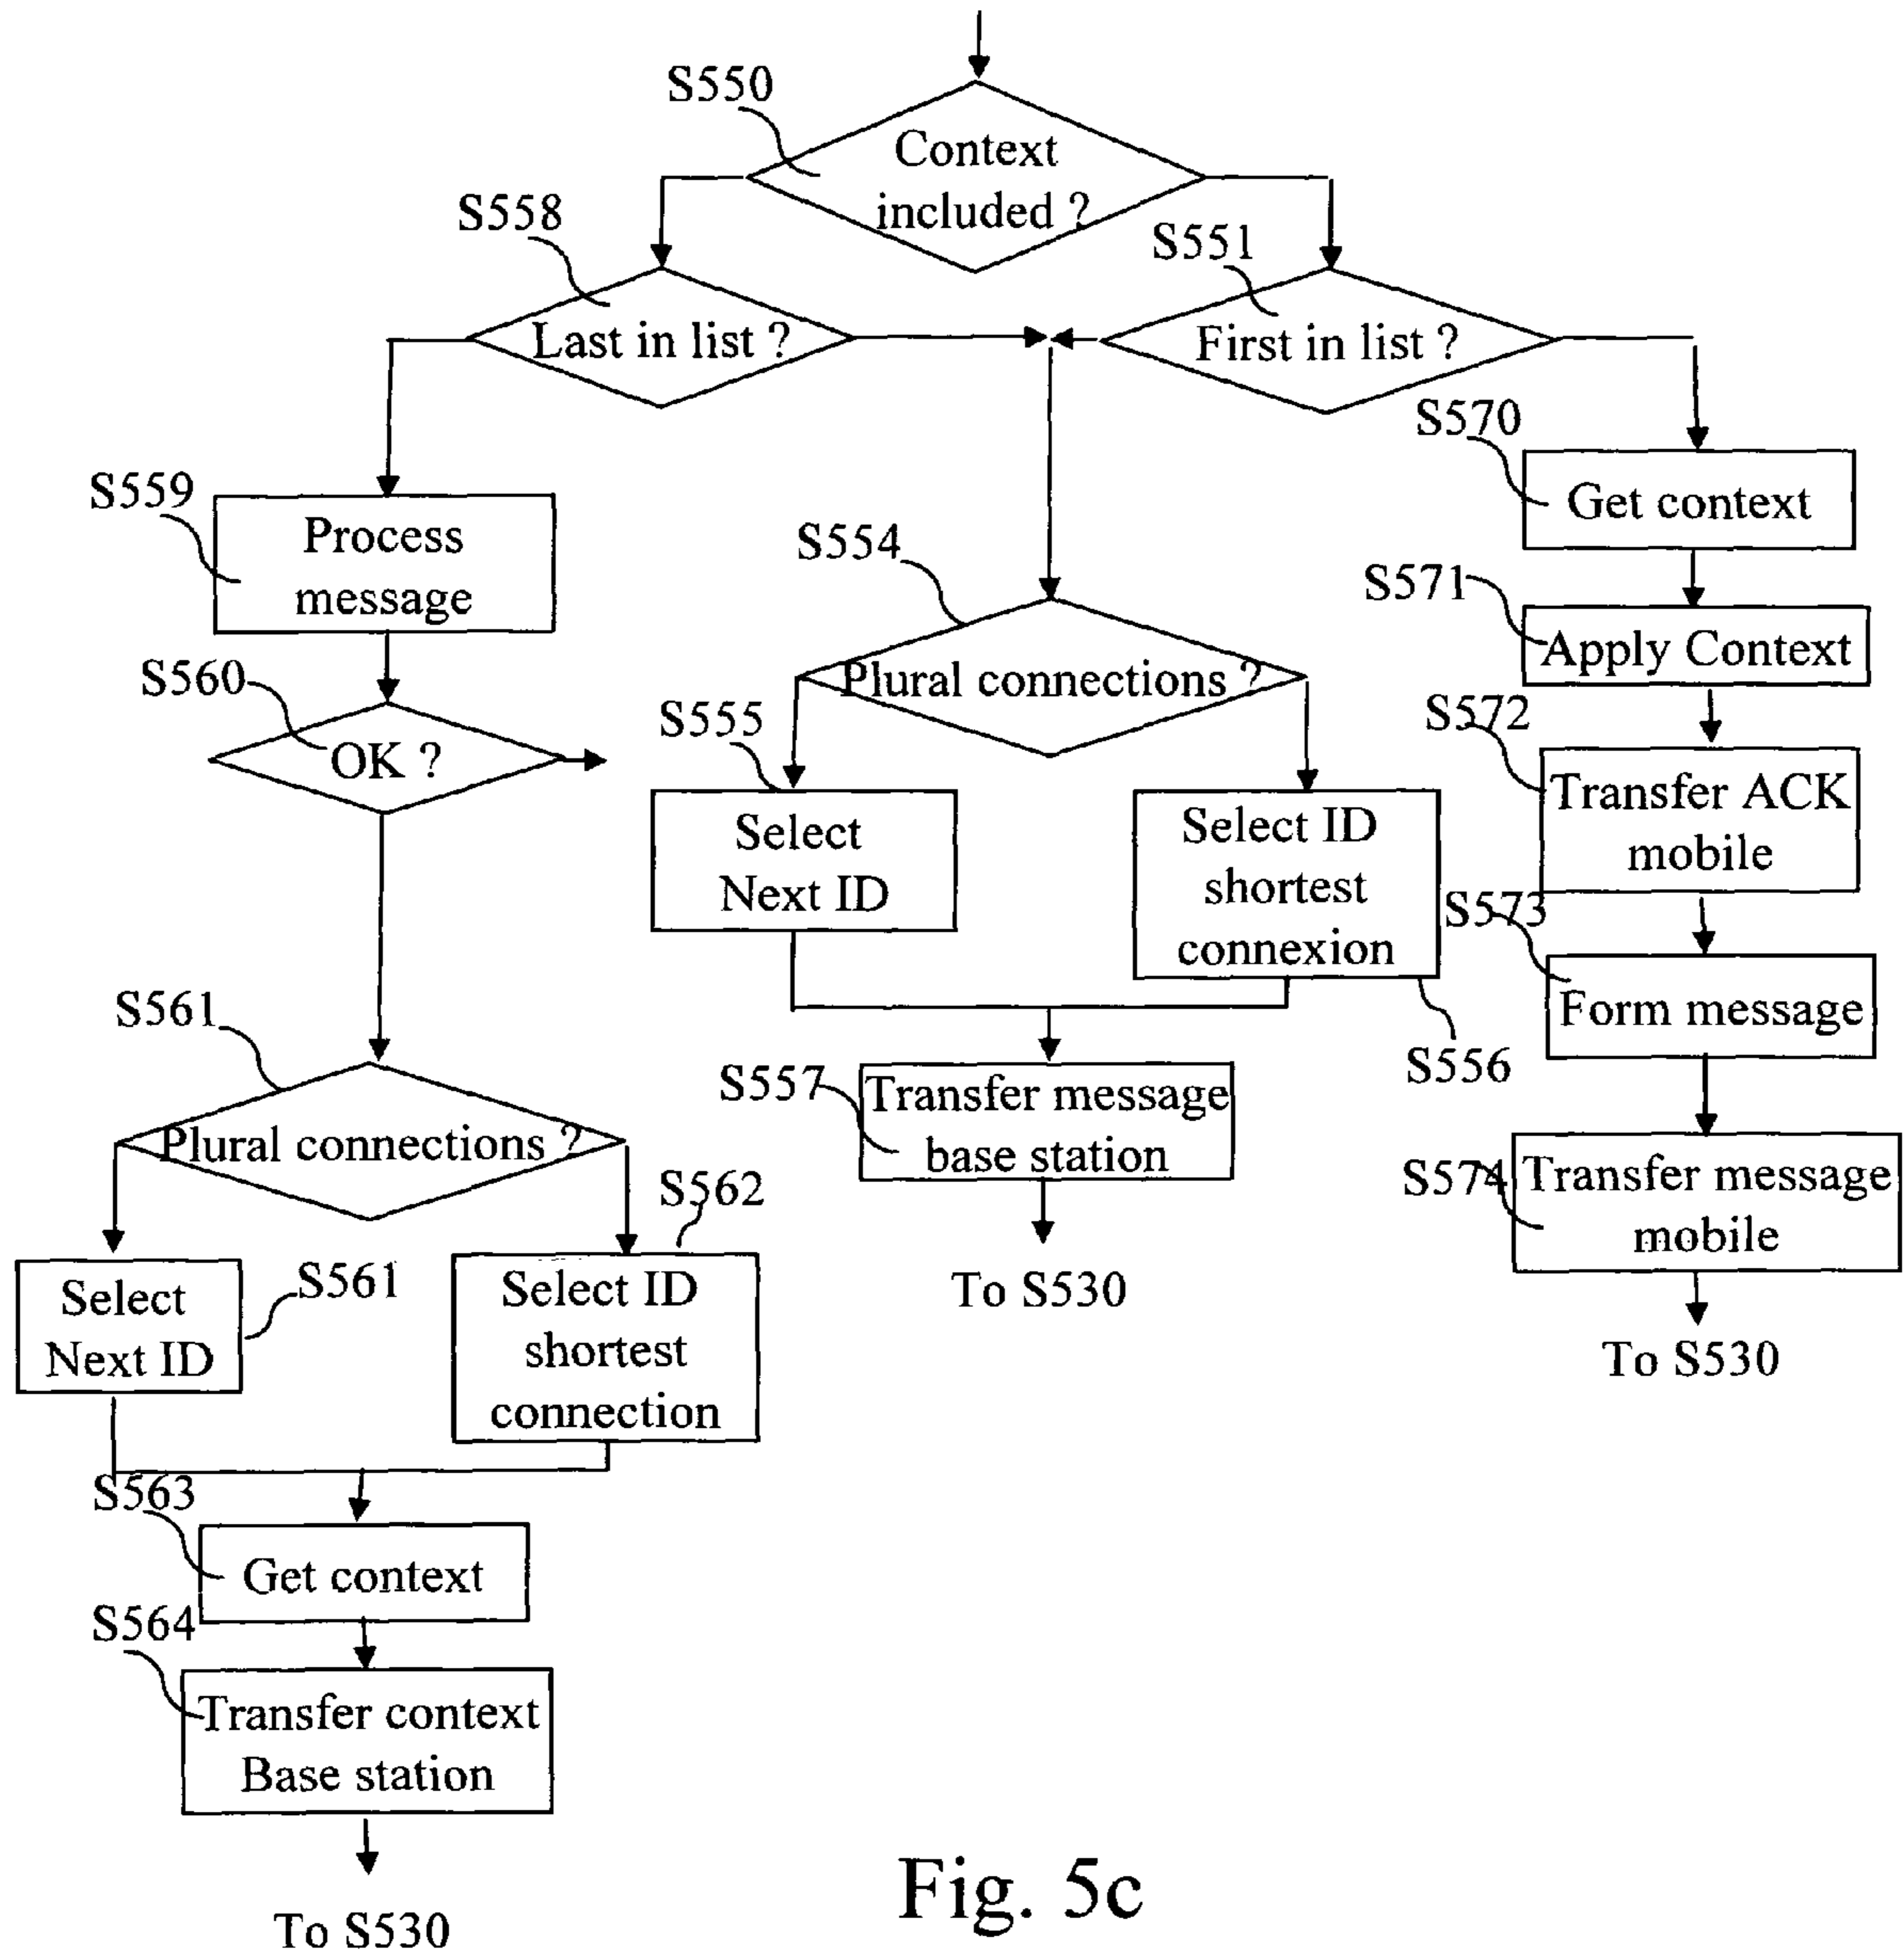 S550
Context
included ?
S558
Last in list ?
S551
First in list ?
S570
Get context
S559
Process
message
S554
Plural connections ?
S571
Apply Context
S560
OK ?
S555
Select
Next ID
Select ID
shortest
connexion
S556
S572
Transfer ACK
mobile
S573
Form message
S561
Plural connections ?
S557
Transfer message
base station
To S530
S574
Transfer message
mobile
To S530
Select
Next ID
S561
S562
Select ID
shortest
connection
S563
Get context
S564
Transfer context
Base station
To S530
Fig. 5c